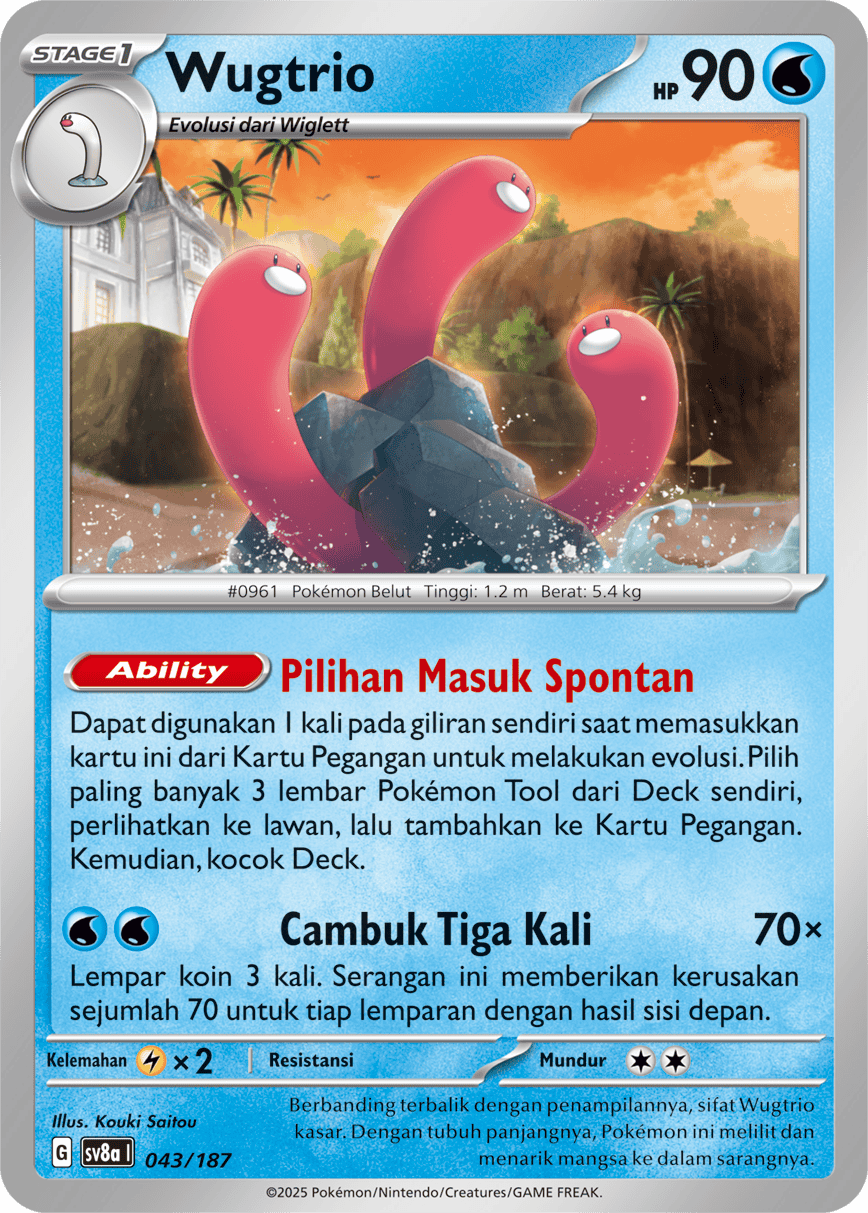 STAGE1
Wugtrio
HP 90
Evolusi dari Wiglett
#0961 Pokémon Belut Tinggi: 1.2 m Berat: 5.4 kg
Ability Pilihan Masuk Spontan
Dapat digunakan 1 kali pada giliran sendiri saat memasukkan
kartu ini dari Kartu Pegangan untuk melakukan evolusi. Pilih
paling banyak 3 lembar Pokémon Tool dari Deck sendiri,
perlihatkan ke lawan, lalu tambahkan ke Kartu Pegangan.
Kemudian, kocok Deck.
Cambuk Tiga Kali 70×
Lempar koin 3 kali. Serangan ini memberikan kerusakan
sejumlah 70 untuk tiap lemparan dengan hasil sisi depan.
Kelemahan ×2 Resistansi Mundur
Illus. Kouki Saitou
G sv8a I 043/187
Berbanding terbalik dengan penampilannya, sifat Wugtrio
kasar. Dengan tubuh panjangnya, Pokémon ini melilit dan
menarik mangsa ke dalam sarangnya.
©2025 Pokémon/Nintendo/Creatures/GAME FREAK.